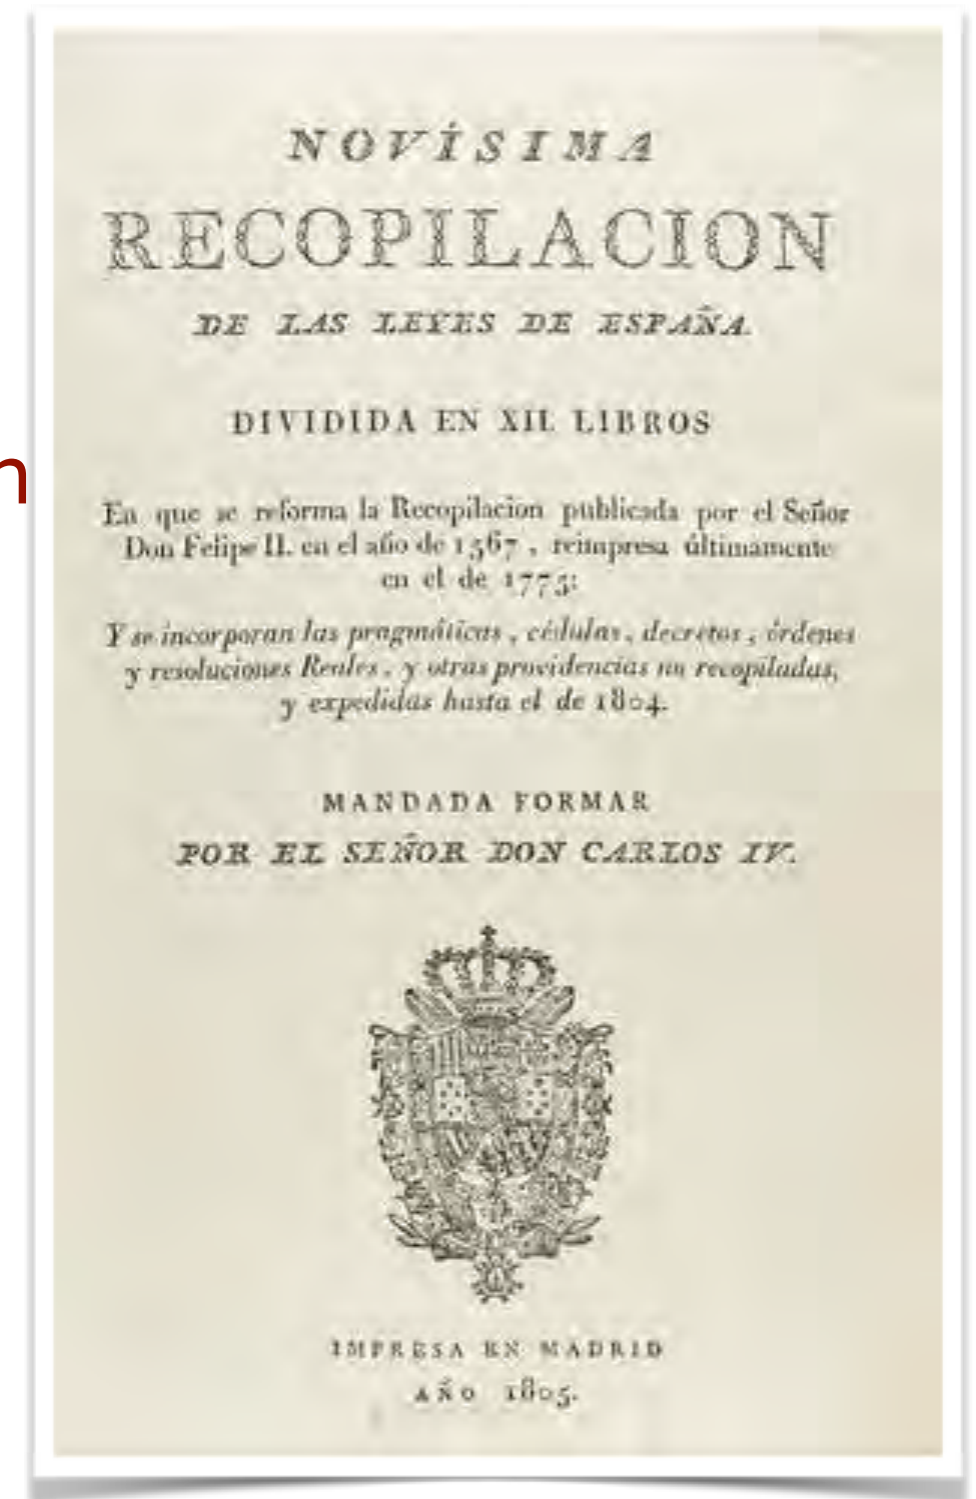 NOVÍSIMA
RECOPILACION
DE LAS LEYES DE ESPAÑA.
DIVIDIDA EN XII. LIBROS
En que se reforma la Recopilacion publicada por el Señor
Don Felipe II. en el año de 1567, reimpresa últimamente
en el de 1775:
Y se incorporan las pragmáticas, cédulas, decretos, órdenes
y resoluciones Reales, y otras providencias no recopiladas,
y expedidas hasta el de 1804.
MANDADA FORMAR
POR EL SEÑOR DON CARLOS IV.
IMPRESA EN MADRID
AÑO 1805.